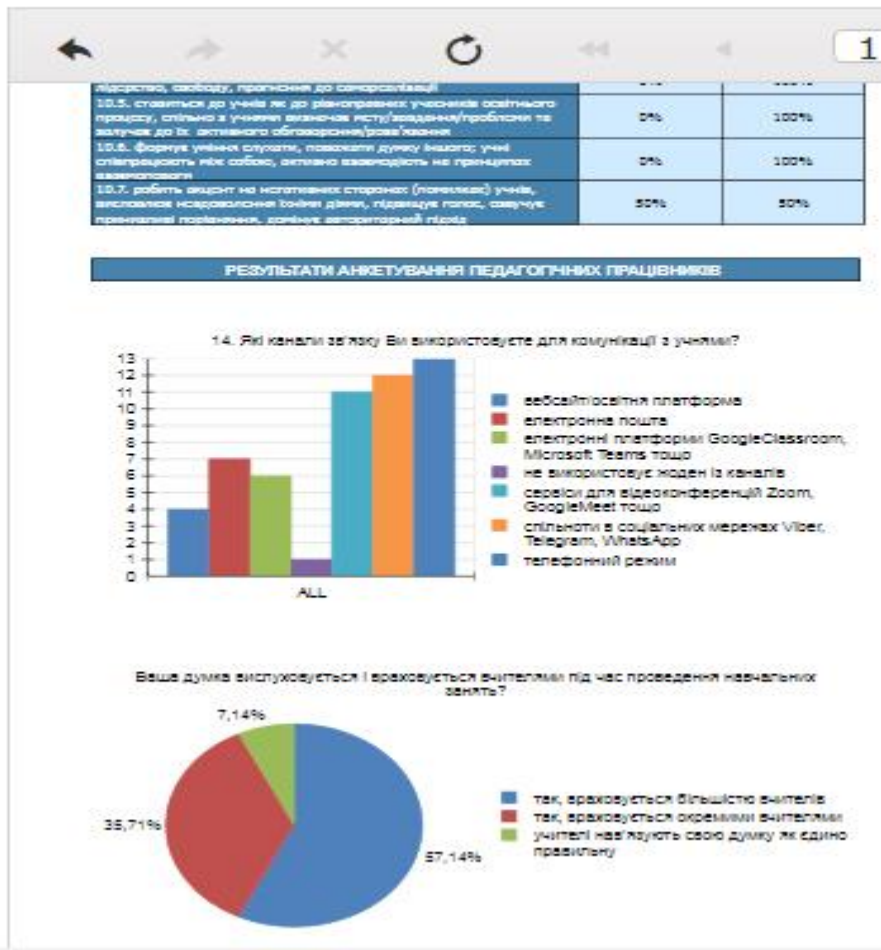 1
лідерство, свободу, прагнення до самореалізації
10.5. ставиться до учнів як до рівноправних учасників освітнього
процесу, спільно з учнями визначає мету/завдання/проблеми та
залучає до їх активного обговорення/розв'язання
0% 100%
10.6. формує уміння слухати, поважати думку іншого; учні
співпрацюють між собою, активно взаємодіють на принципах
взаємоповаги
0% 100%
10.7. робить акцент на негативних сторонах (помилках) учнів,
висловлює невдоволення їхніми діями, підвищує голос, озвучує
принизливі порівняння, домінує авторитарний підхід
50% 50%
РЕЗУЛЬТАТИ АНКЕТУВАННЯ ПЕДАГОГІЧНИХ ПРАЦІВНИКІВ
14. Які канали зв'язку Ви використовуєте для комунікації з учнями?
13
12
11
10
9
8
7
6
5
4
3
2
1
0
ALL
вебсайт/освітня платформа
електронна пошта
електронні платформи GoogleClassroom,
Microsoft Teams тощо
не використовує жоден із каналів
сервіси для відеоконференцій Zoom,
GoogleMeet тощо
спільноти в соціальних мережах Viber,
Telegram, WhatsApp
телефонний режим
Ваша думка вислуховується і враховується вчителями під час проведення навчальних
занять?
7,14%
35,71%
57,14%
так, враховується більшістю вчителів
так, враховується окремими вчителями
учителі нав'язують свою думку як єдино
правильну